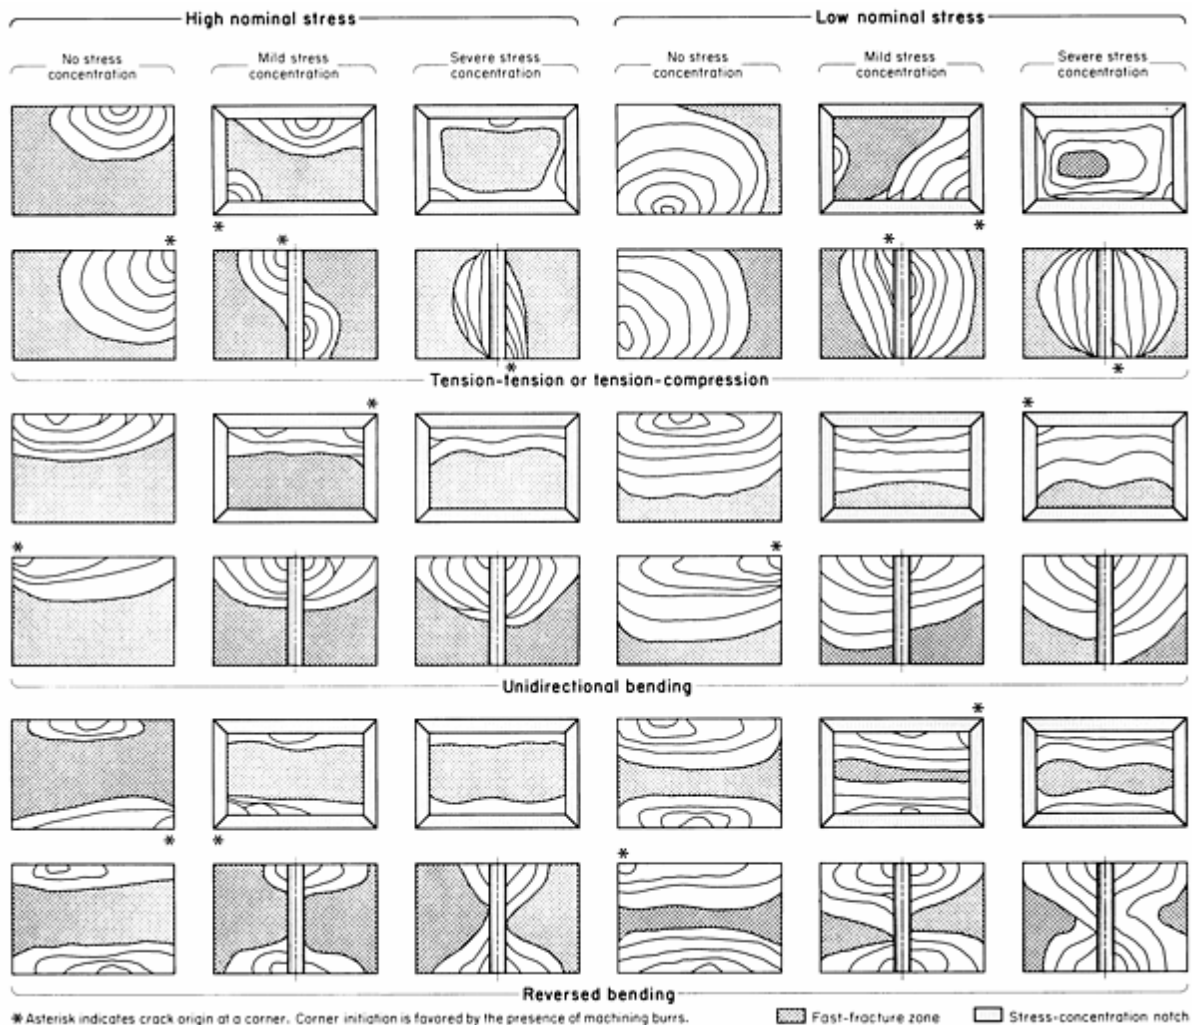 High nominal stress
Low nominal stress
No stress concentration
Mild stress concentration
Severe stress concentration
No stress concentration
Mild stress concentration
Severe stress concentration
*
*
*
*
*
*
*
Tension-tension or tension-compression
*
*
*
*
Unidirectional bending
*
*
*
*
Reversed bending
* Asterisk indicates crack origin at a corner. Corner initiation is favored by the presence of machining burrs.
Fast-fracture zone
Stress-concentration notch